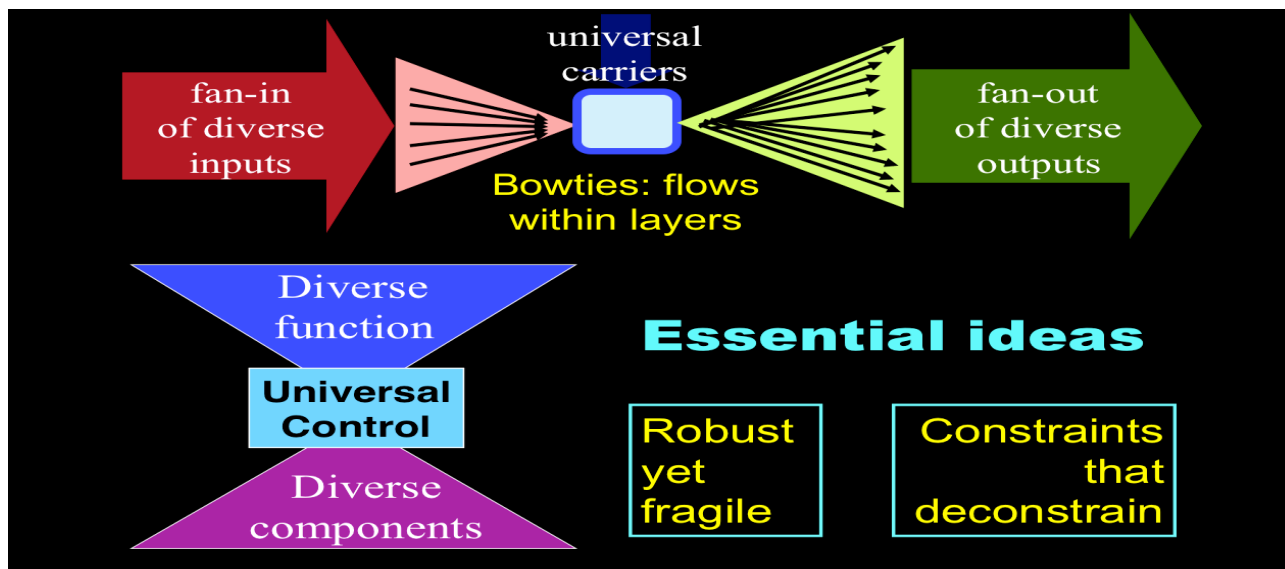 fan-in
of diverse
inputs
universal
carriers
fan-out
of diverse
outputs
Bowties: flows
within layers
Diverse
function
Universal
Control
Diverse
components
Essential ideas
Robust
yet
fragile
Constraints
that
deconstrain